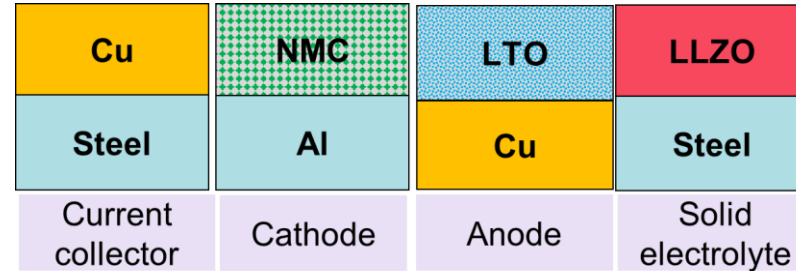 Cu
NMC
LTO
LLZO
Steel
Al
Cu
Steel
Current
collector
Cathode
Anode
Solid
electrolyte